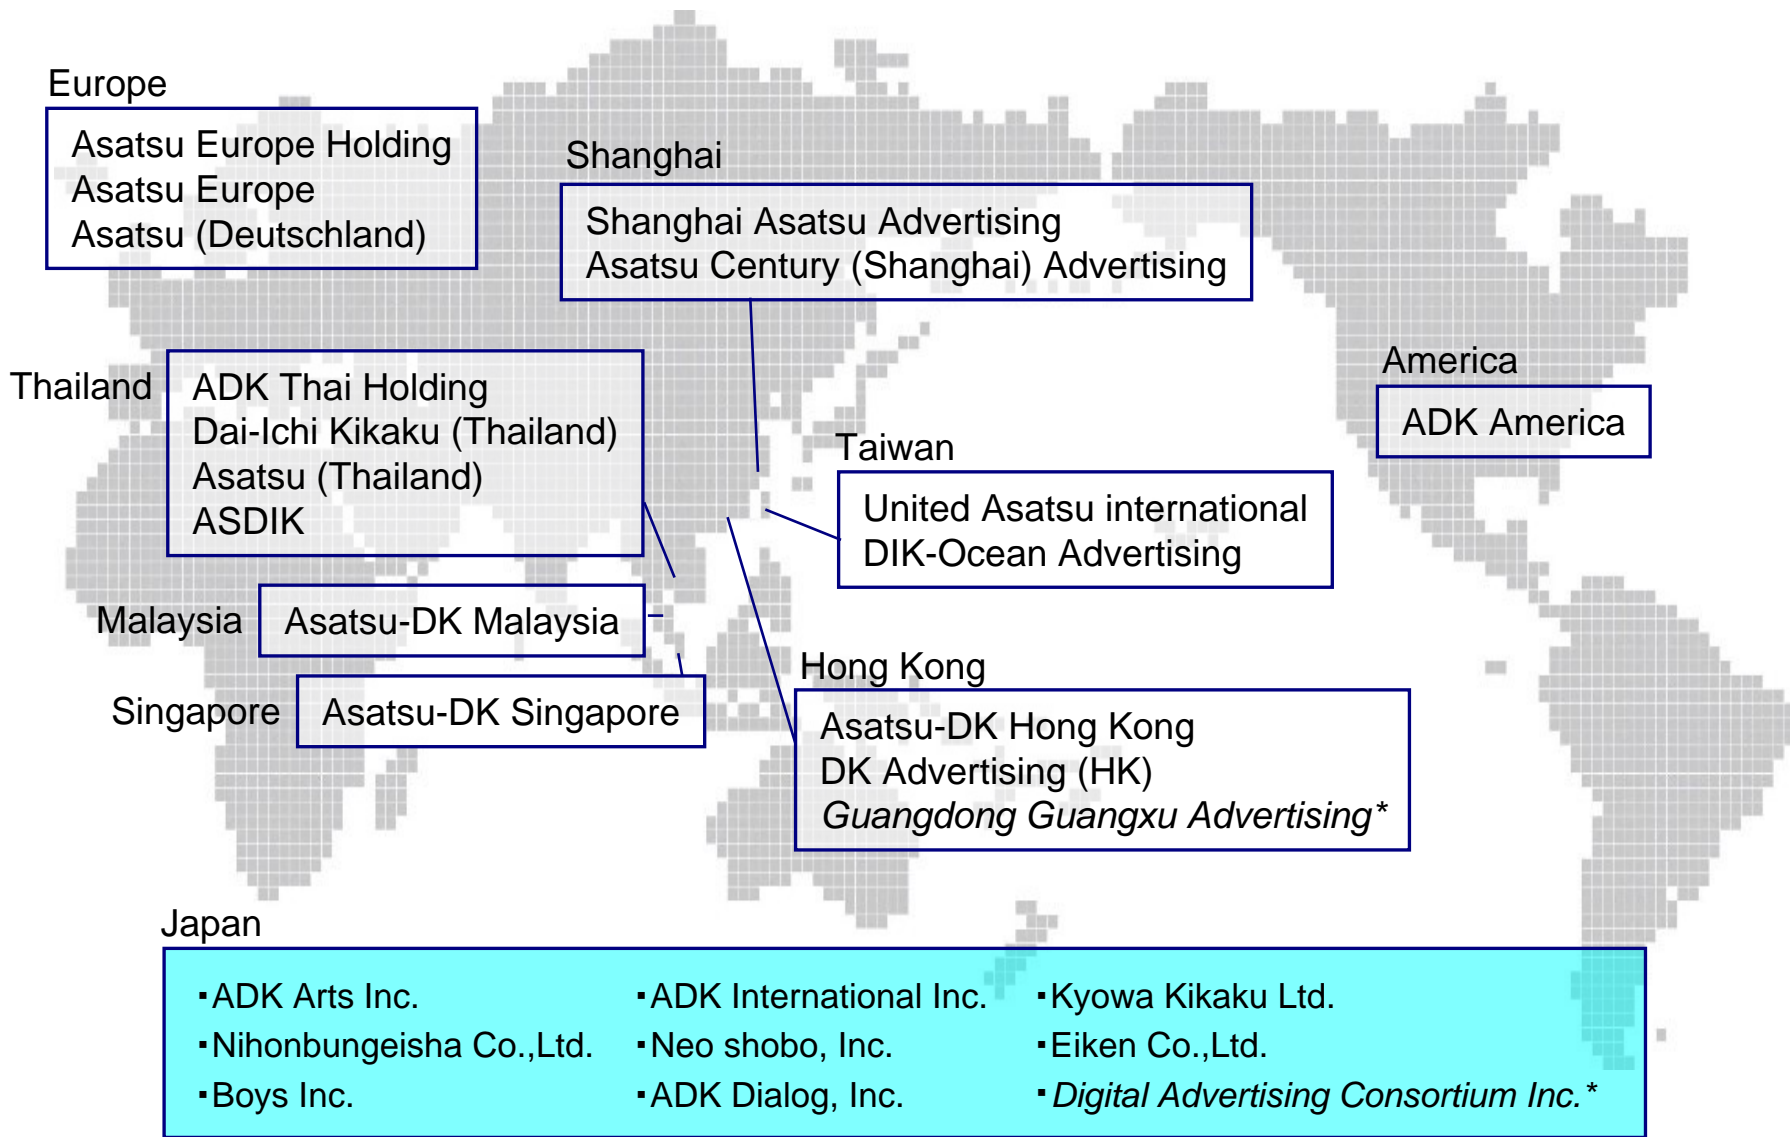 Europe
Asatsu Europe Holding
Asatsu Europe
Asatsu (Deutschland)
Shanghai
Shanghai Asatsu Advertising
Asatsu Century (Shanghai) Advertising
Thailand
ADK Thai Holding
Dai-Ichi Kikaku (Thailand)
Asatsu (Thailand)
ASDIK
America
ADK America
Taiwan
United Asatsu international
DIK-Ocean Advertising
Malaysia
Asatsu-DK Malaysia
Singapore
Asatsu-DK Singapore
Hong Kong
Asatsu-DK Hong Kong
DK Advertising (HK)
Guangdong Guangxu Advertising*
Japan
・ADK Arts Inc.
・Nihonbungeisha Co.,Ltd.
・Boys Inc.
・ADK International Inc.
・Neo shobo, Inc.
・ADK Dialog, Inc.
・Kyowa Kikaku Ltd.
・Eiken Co.,Ltd.
・Digital Advertising Consortium Inc.*